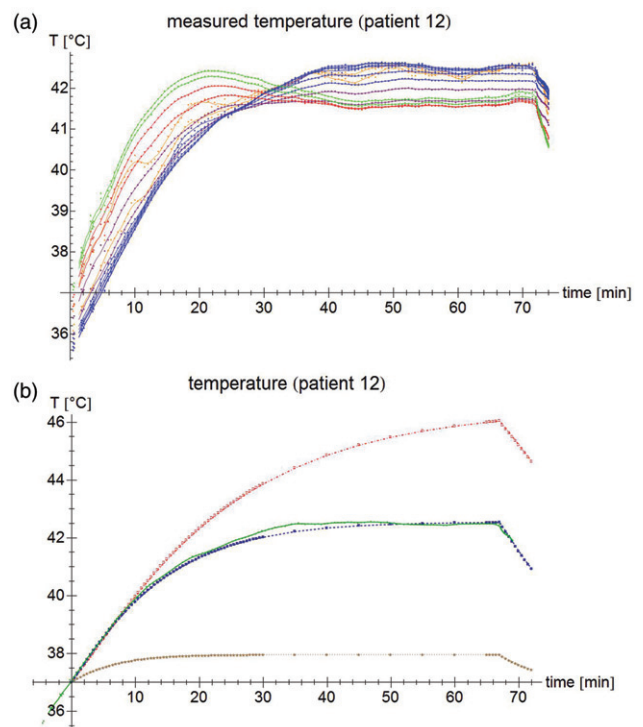 (a)
measured temperature (patient 12)
T [°C]
42
41
40
39
38
37
36
10 20 30 40 50 60 70
time [min]
(b)
temperature (patient 12)
T [°C]
46
44
42
40
38
36
10 20 30 40 50 60 70
time [min]